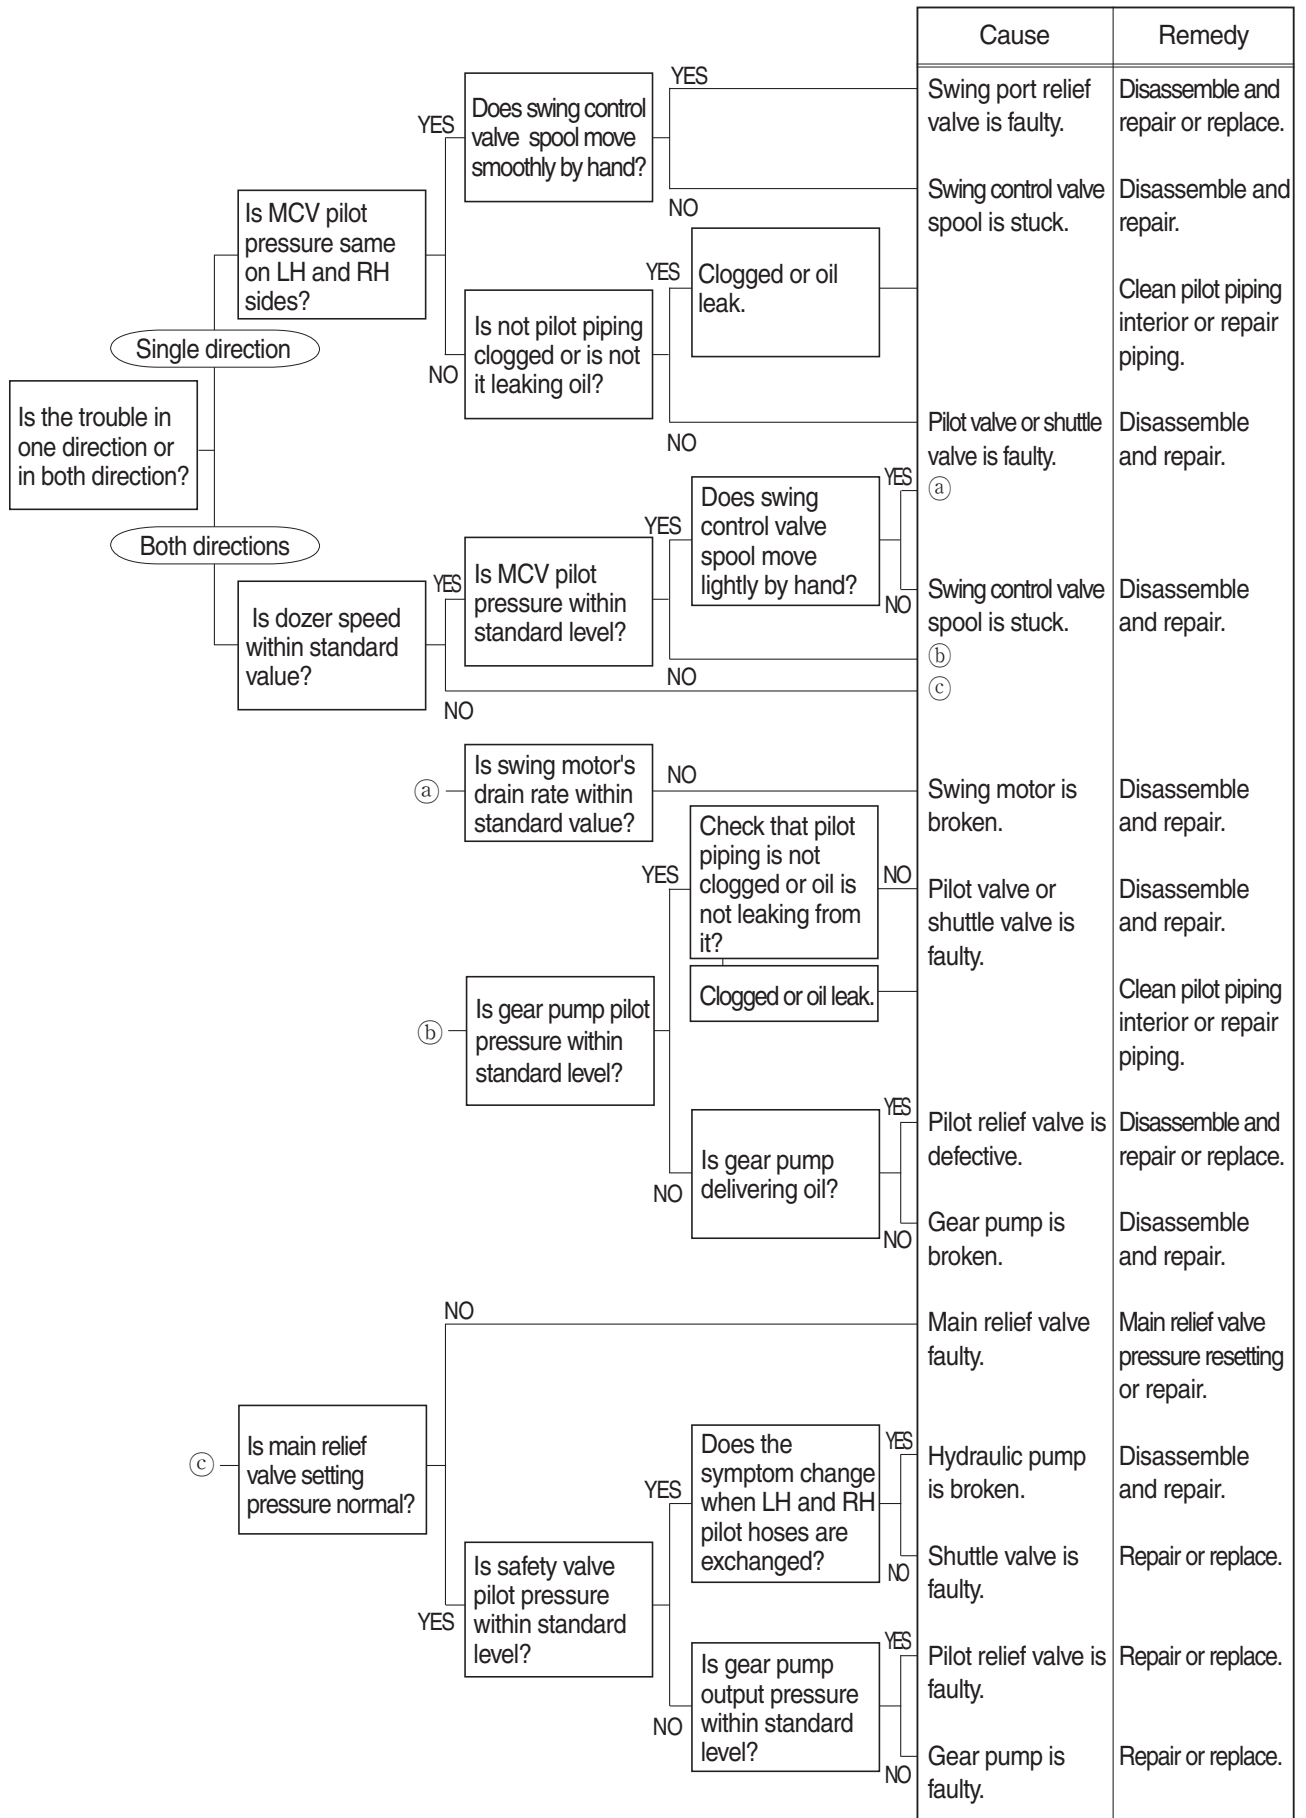 Cause
Remedy
YES
Does swing control
valve spool move
smoothly by hand?
YES
Swing port relief
valve is faulty.
Disassemble and
repair or replace.
NO
Swing control valve
spool is stuck.
Disassemble and
repair.
Is MCV pilot
pressure same
on LH and RH
sides?
YES
Clogged or oil
leak.
Clean pilot piping
interior or repair
piping.
Is not pilot piping
clogged or is not
it leaking oil?
NO
Single direction
Is the trouble in
one direction or
in both direction?
NO
Pilot valve or shuttle
valve is faulty.
Disassemble
and repair.
Both directions
YES
Does swing
control valve
spool move
lightly by hand?
YES
ⓐ
NO
Swing control valve
spool is stuck.
Disassemble
and repair.
YES
Is MCV pilot
pressure within
standard level?
NO
ⓑ
Is dozer speed
within standard
value?
NO
ⓒ
ⓐ
Is swing motor's
drain rate within
standard value?
NO
Swing motor is
broken.
Disassemble
and repair.
YES
Check that pilot
piping is not
clogged or oil is
not leaking from
it?
NO
Pilot valve or
shuttle valve is
faulty.
Disassemble
and repair.
Clogged or oil leak.
Clean pilot piping
interior or repair
piping.
ⓑ
Is gear pump pilot
pressure within
standard level?
NO
Is gear pump
delivering oil?
YES
Pilot relief valve is
defective.
Disassemble and
repair or replace.
NO
Gear pump is
broken.
Disassemble
and repair.
NO
Main relief valve
faulty.
Main relief valve
pressure resetting
or repair.
ⓒ
Is main relief
valve setting
pressure normal?
YES
Is safety valve
pilot pressure
within standard
level?
YES
Does the
symptom change
when LH and RH
pilot hoses are
exchanged?
YES
Hydraulic pump
is broken.
Disassemble
and repair.
NO
Shuttle valve is
faulty.
Repair or replace.
NO
Is gear pump
output pressure
within standard
level?
YES
Pilot relief valve is
faulty.
Repair or replace.
NO
Gear pump is
faulty.
Repair or replace.